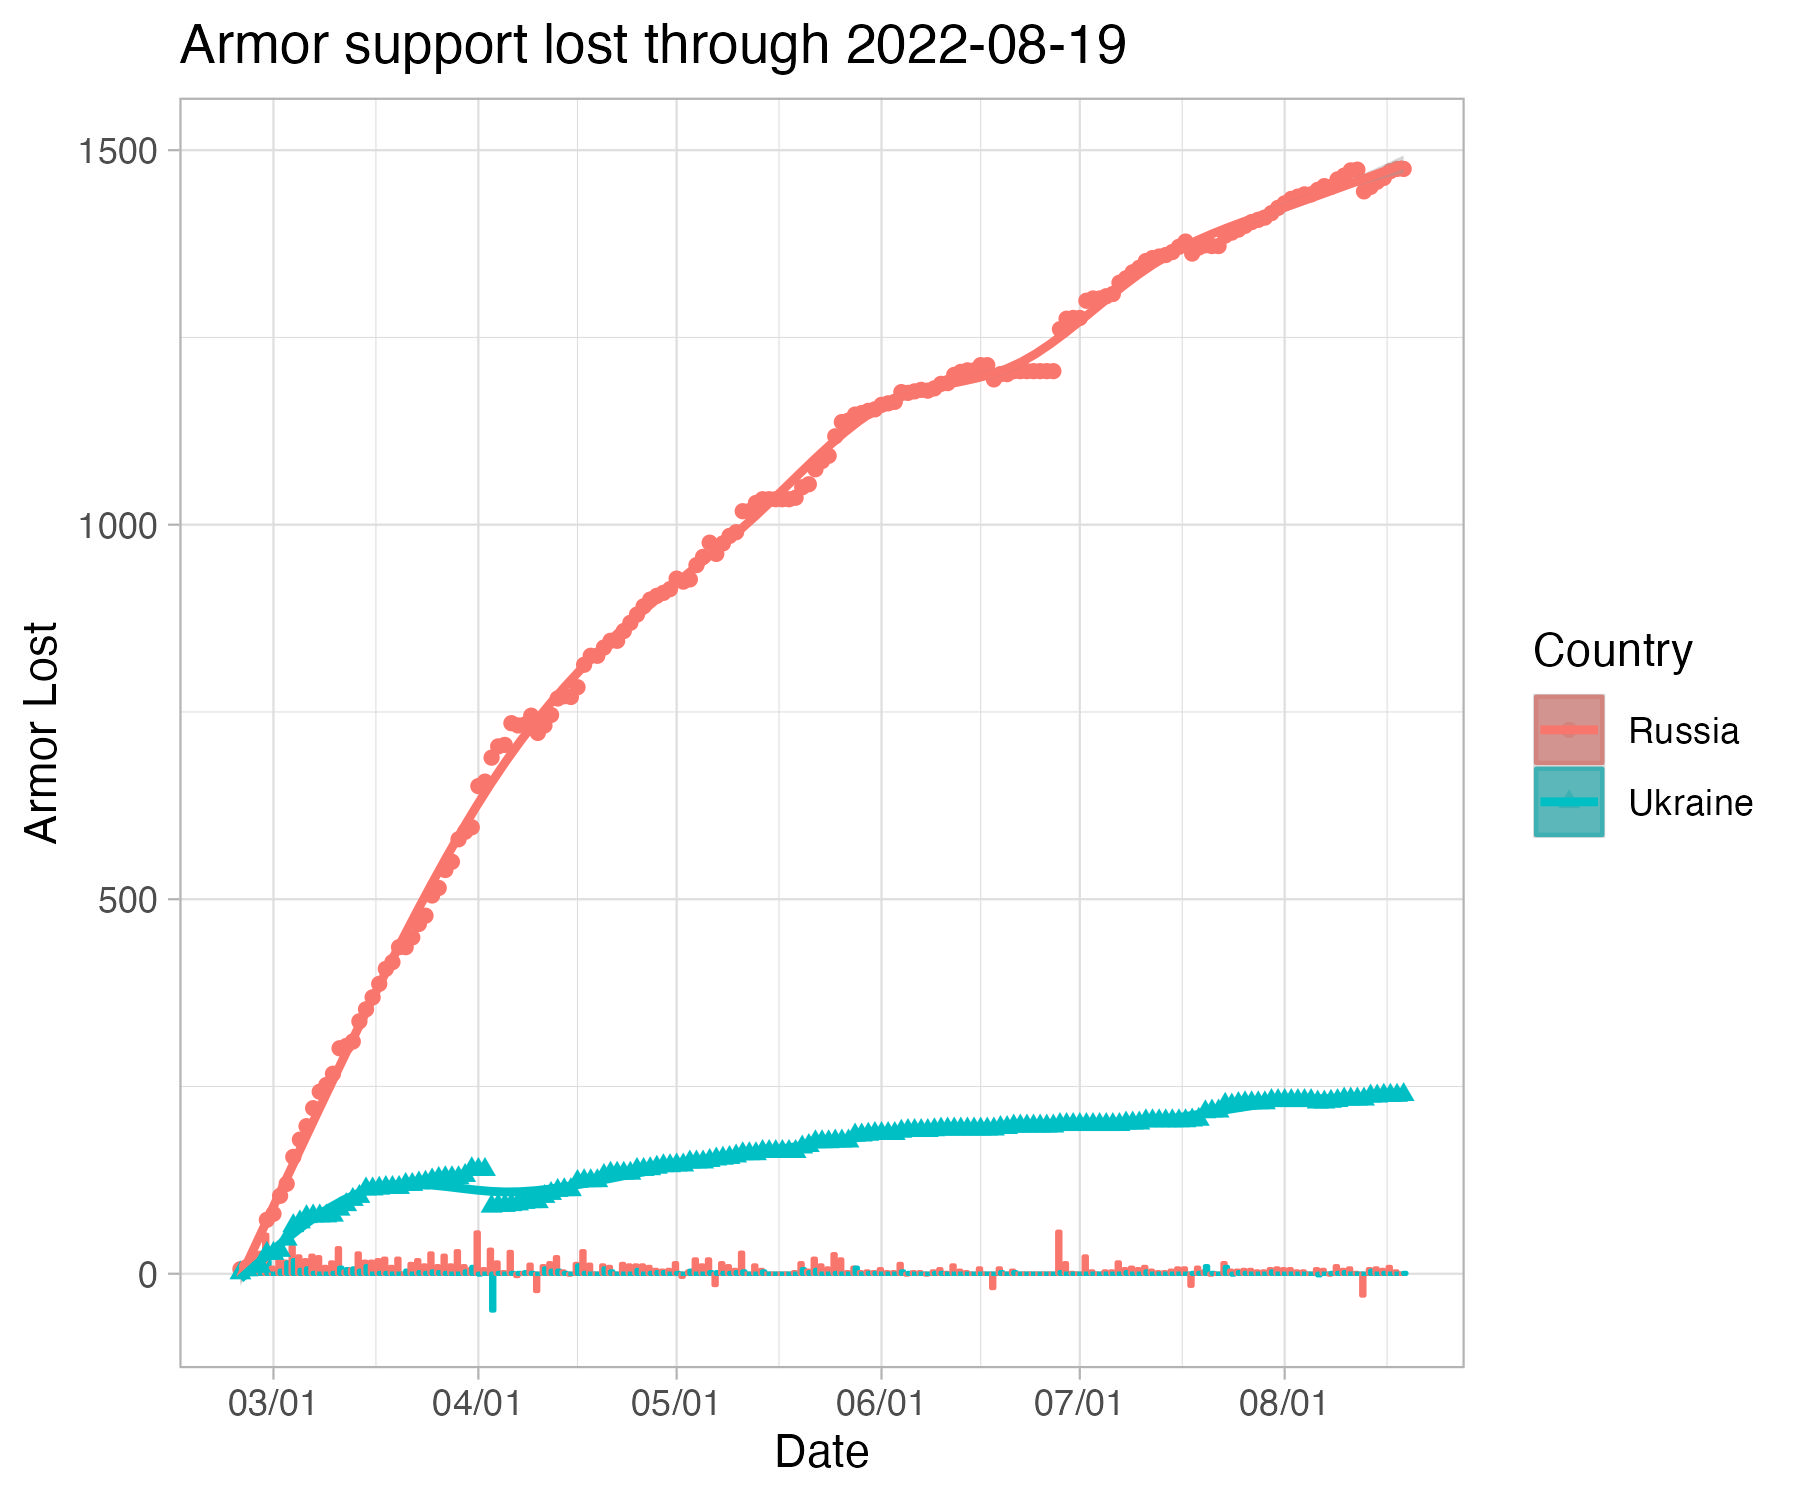 Armor support lost through 2022-08-19
Armor Lost
1500
1000
500
0
03/01
04/01
05/01
06/01
07/01
08/01
Date
Country
Russia
Ukraine